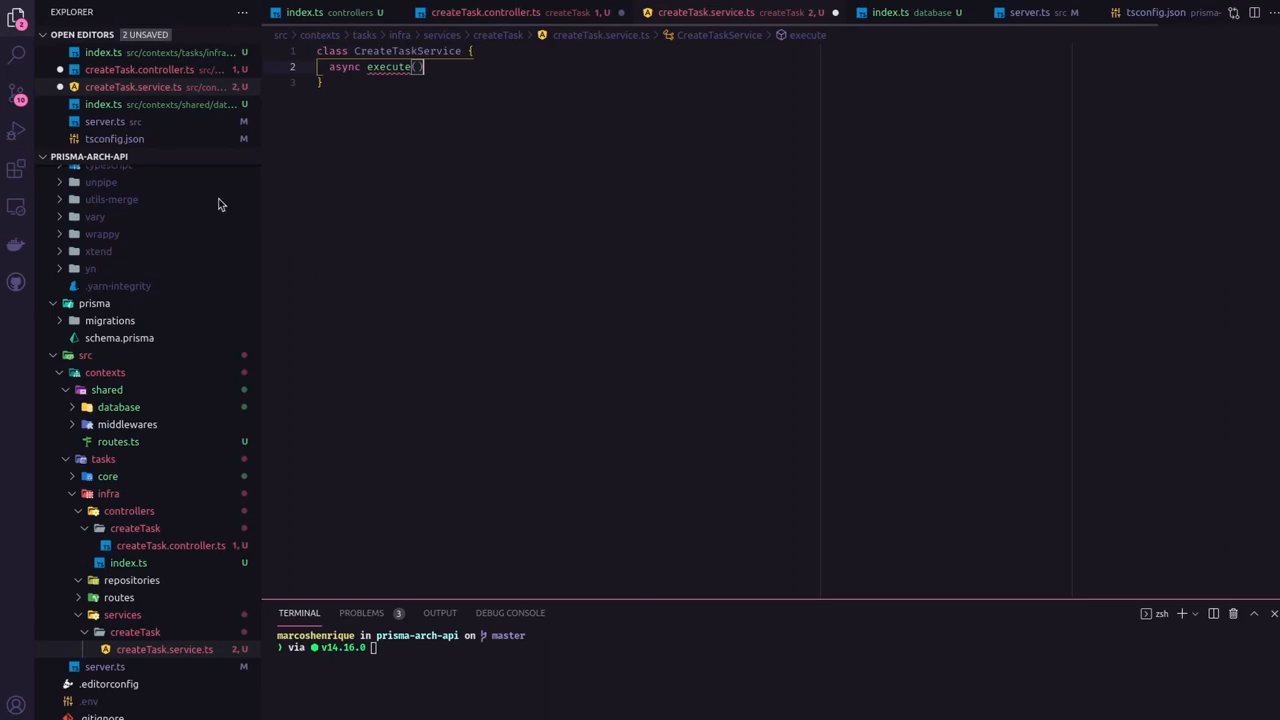 EXPLORER
OPEN EDITORS 2 UNSAVED
index.ts src/contexts/tasks/infra... U
createTask.controller.ts src/... 1, U
createTask.service.ts src/con... 2, U
index.ts src/contexts/shared/dat... U
server.ts src M
tsconfig.json M
PRISMA-ARCH-API
typescript
unpipe
utils-merge
vary
wrappy
xtend
yn
.yarn-integrity
prisma
migrations
schema.prisma
src
contexts
shared
database
middlewares
routes.ts U
tasks
core
infra
controllers
createTask
createTask.controller.ts 1, U
index.ts U
repositories
routes
services
createTask
createTask.service.ts 2, U
server.ts M
.editorconfig
.env
.gitignore
2
10
index.ts controllers U
createTask.controller.ts createTask 1, U
createTask.service.ts createTask 2, U
index.ts database U
server.ts M
tsconfig.json prisma-
src > contexts > tasks > infra > services > createTask > createTask.service.ts > CreateTaskService > execute
1 class CreateTaskService {
2 async execute()
3 }
TERMINAL PROBLEMS 3 OUTPUT DEBUG CONSOLE
zsh
marcoshenrique in prisma-arch-api on master
❯ via v14.16.0